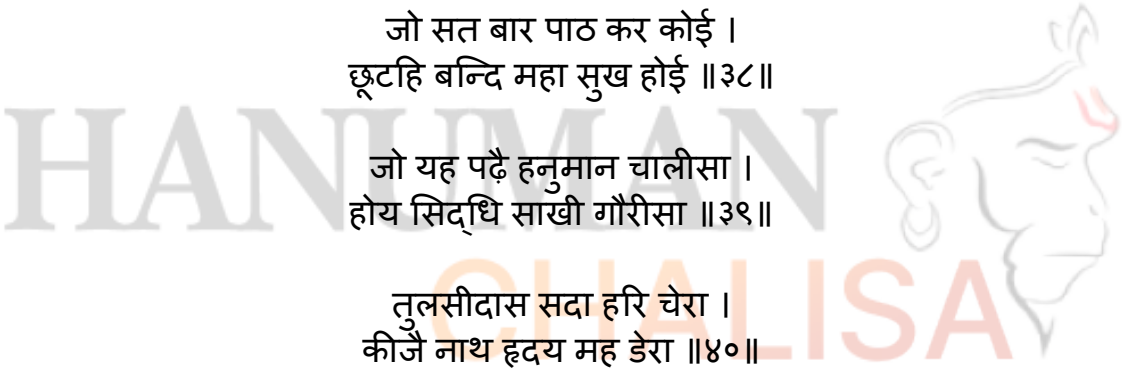 जो सत बार पाठ कर कोई ।
छूटहि बन्दि महा सुख होई ॥३८॥
जो यह पढ़ै हनुमान चालीसा ।
होय सिद्‌धि साखी गौरीसा ॥३९॥
तुलसीदास सदा हरि चेरा ।
कीजै नाथ हृदय मह डेरा ॥४०॥
HANUMAN
CHALISA